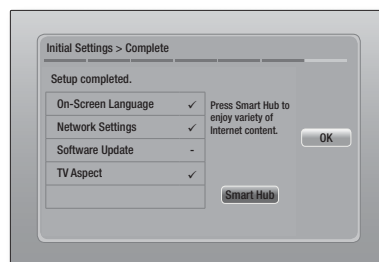 Initial Settings > Complete
Setup completed.
On-Screen Language ✓
Network Settings ✓
Software Update -
TV Aspect ✓
Press Smart Hub to
enjoy variety of
Internet content.
Smart Hub
OK